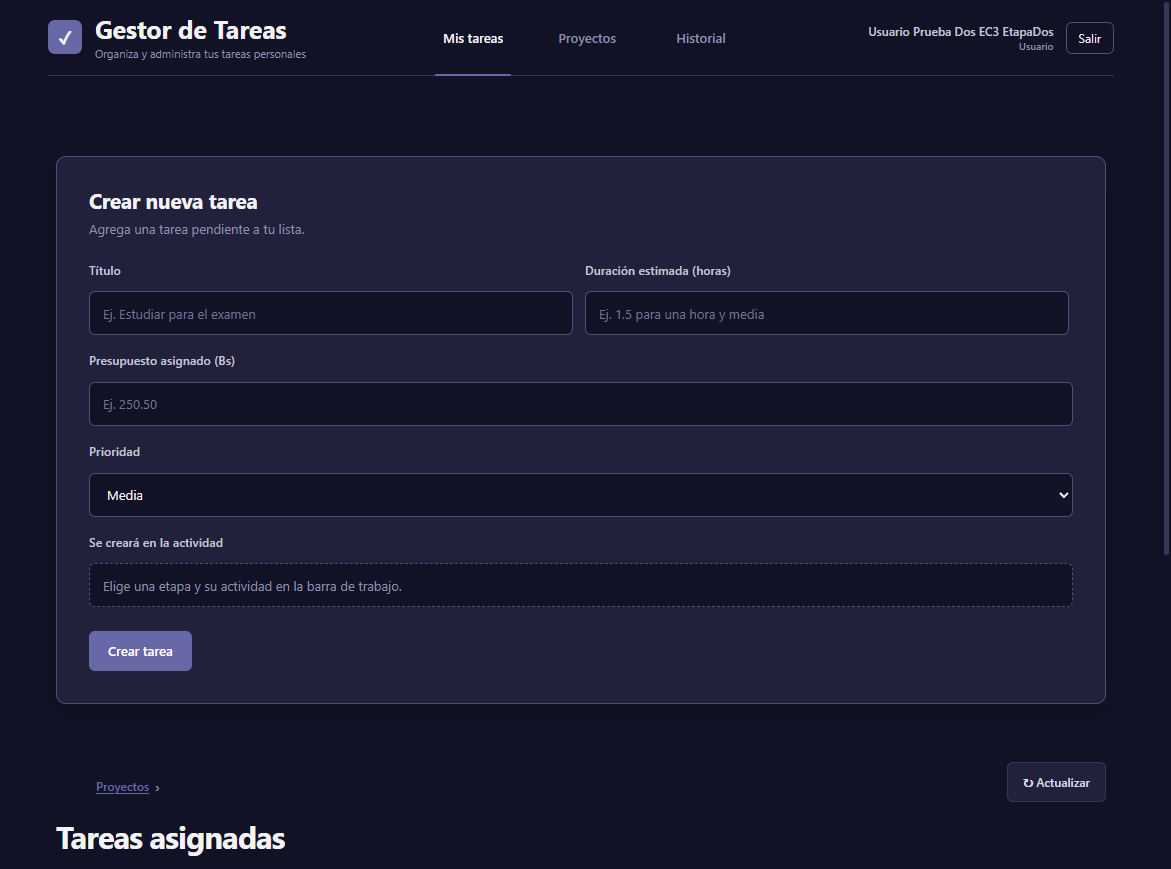 ✓ Gestor de Tareas
Organiza y administra tus tareas personales
Mis tareas
Proyectos
Historial
Usuario Prueba Dos EC3 EtapaDos
Usuario
Salir
Crear nueva tarea
Agrega una tarea pendiente a tu lista.
Título
Duración estimada (horas)
Ej. Estudiar para el examen
Ej. 1.5 para una hora y media
Presupuesto asignado (Bs)
Ej. 250.50
Prioridad
Media
Se creará en la actividad
Elige una etapa y su actividad en la barra de trabajo.
Crear tarea
Proyectos ›
↻ Actualizar
Tareas asignadas